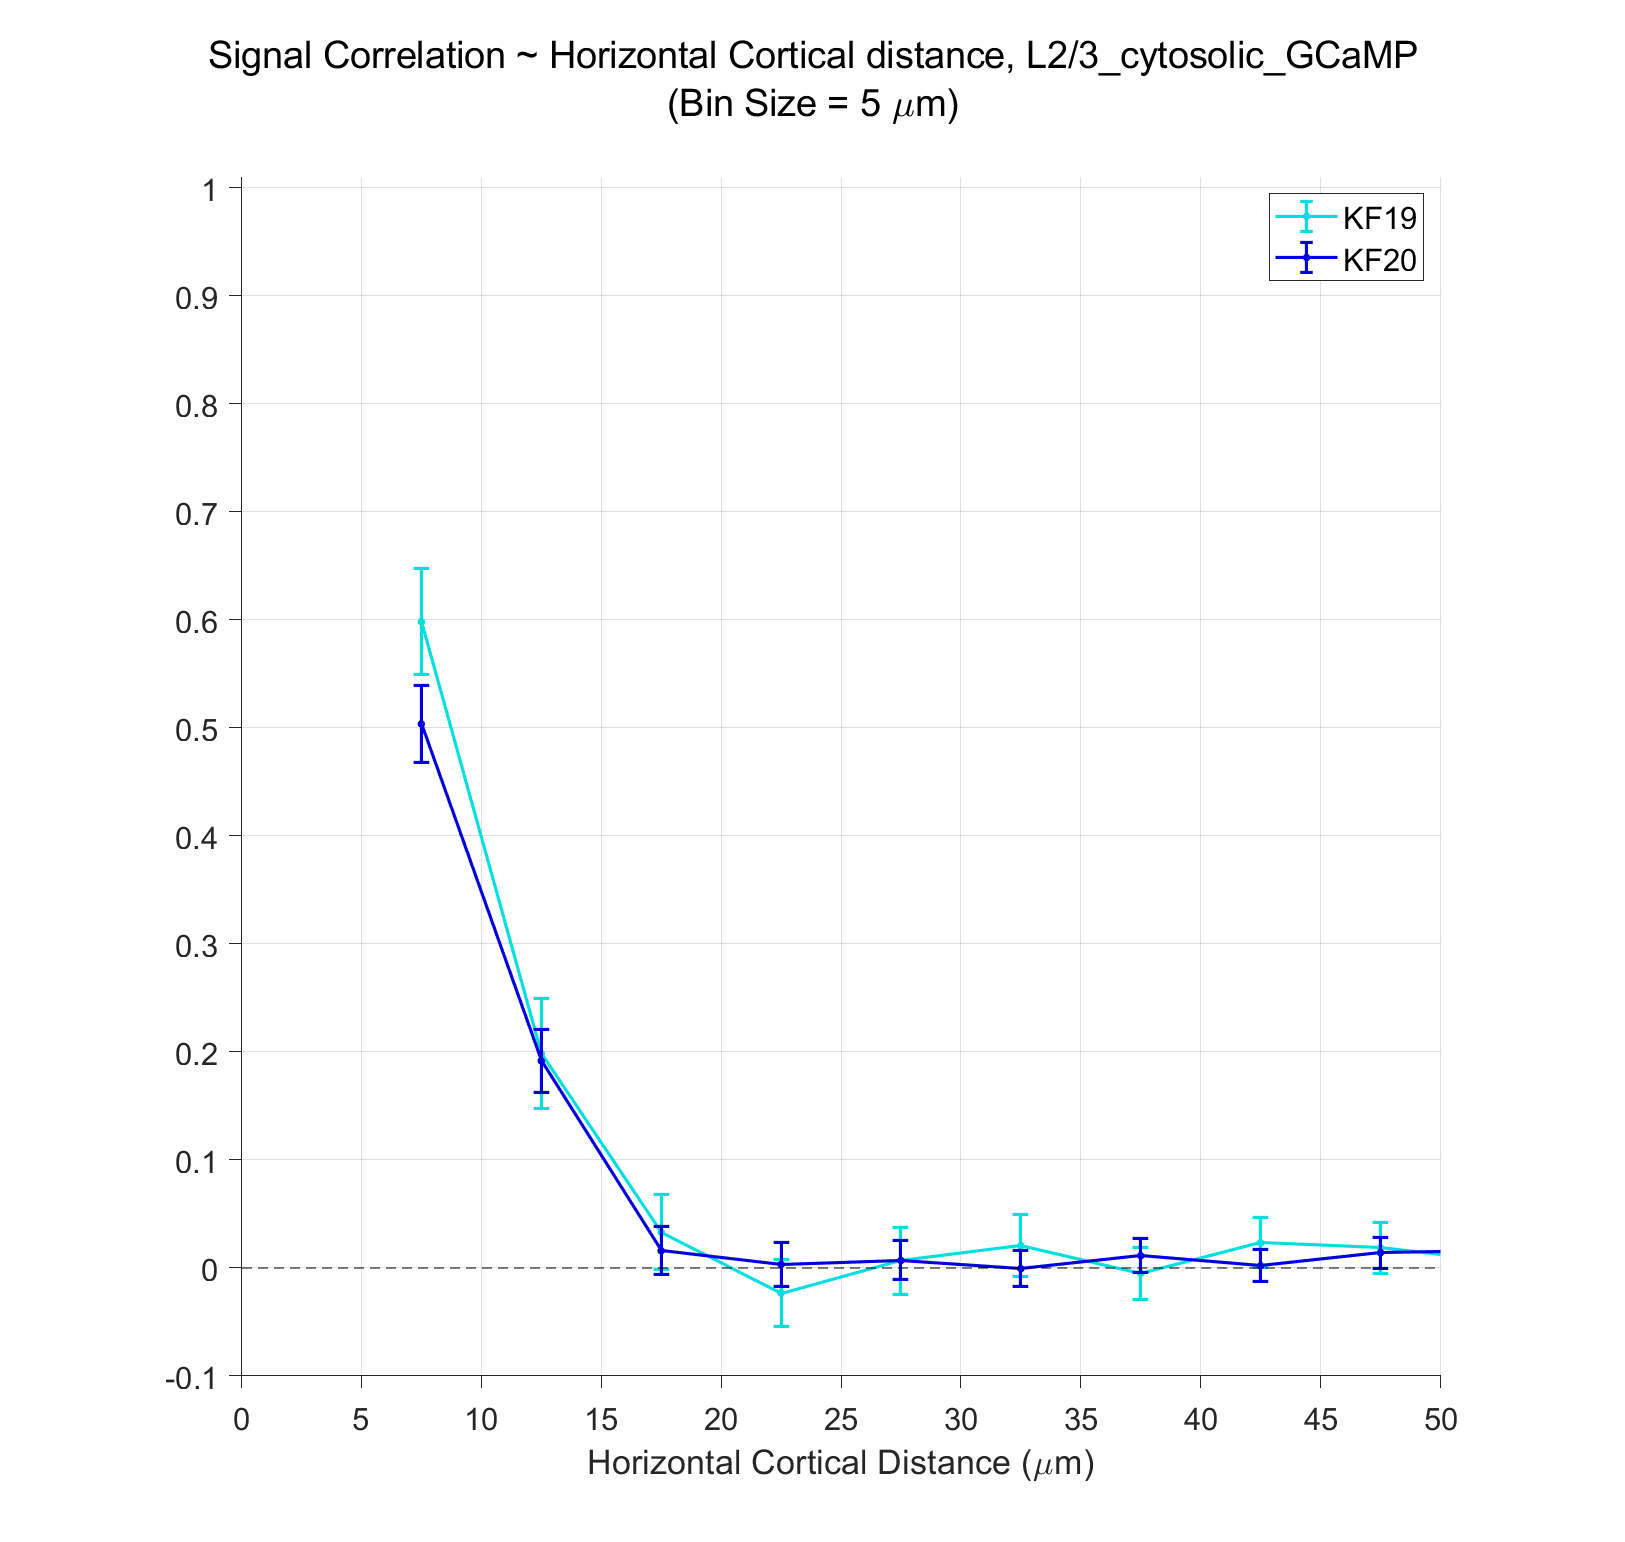 Signal Correlation ~ Horizontal Cortical distance, L2/3_cytosolic_GCaMP
(Bin Size = 5 μm)
KF19
KF20
1
0.9
0.8
0.7
0.6
0.5
0.4
0.3
0.2
0.1
0
-0.1
0 5 10 15 20 25 30 35 40 45 50
Horizontal Cortical Distance (μm)